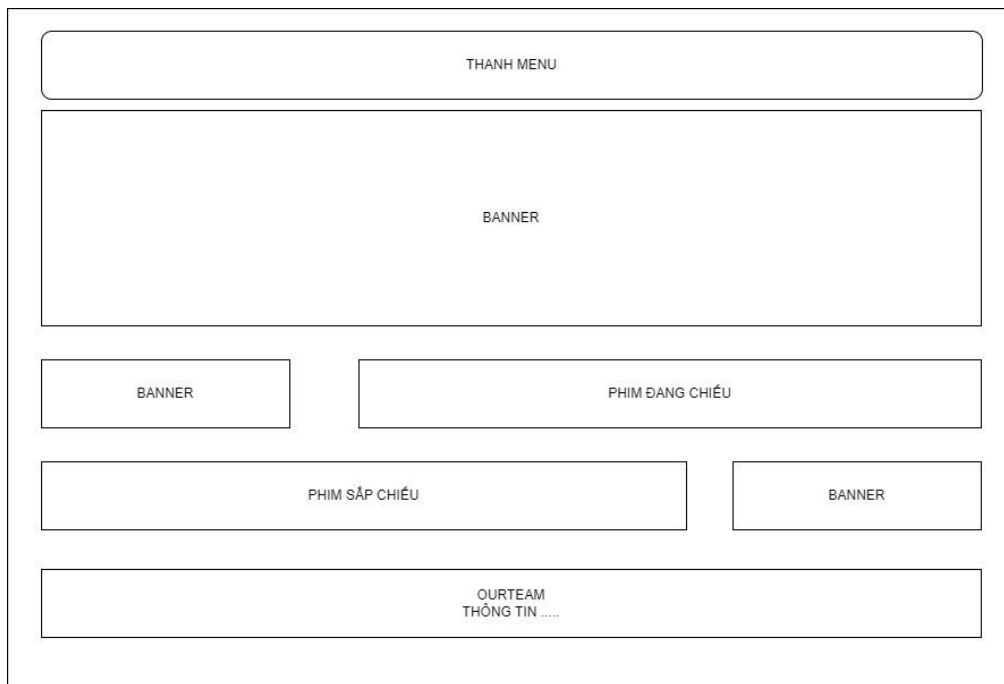 THANH MENU
BANNER
BANNER
PHIM ĐANG CHIẾU
PHIM SẮP CHIẾU
BANNER
OURTEAM
THÔNG TIN .....